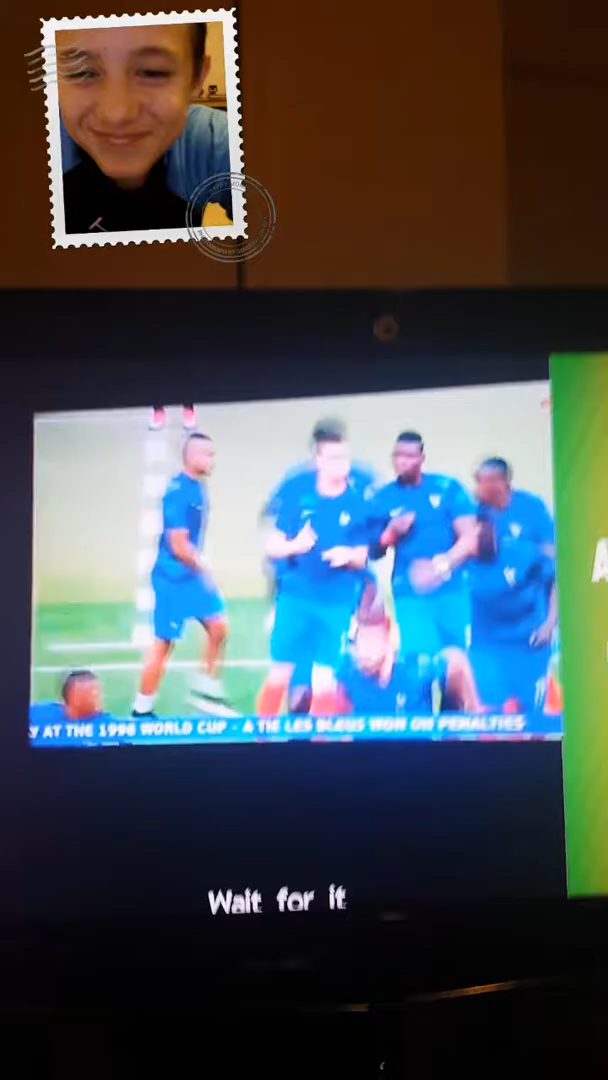 Y AT THE 1998 WORLD CUP - A TIE LES BLEUS WON ON PENALTIES
A
Wait for it